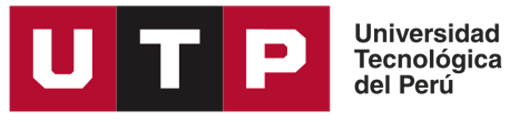 UTP
Universidad
Tecnológica
del Perú